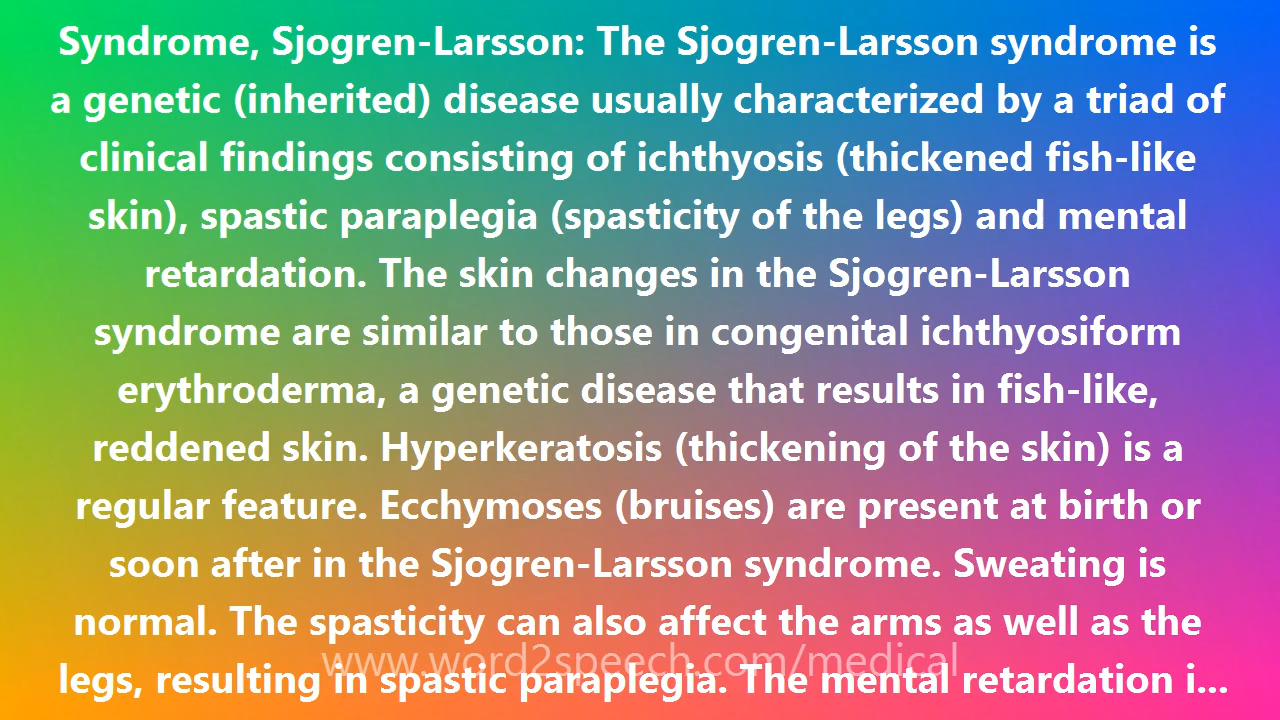 Syndrome, Sjogren-Larsson: The Sjogren-Larsson syndrome is
a genetic (inherited) disease usually characterized by a triad of
clinical findings consisting of ichthyosis (thickened fish-like
skin), spastic paraplegia (spasticity of the legs) and mental
retardation. The skin changes in the Sjogren-Larsson
syndrome are similar to those in congenital ichthyosiform
erythroderma, a genetic disease that results in fish-like,
reddened skin. Hyperkeratosis (thickening of the skin) is a
regular feature. Ecchymoses (bruises) are present at birth or
soon after in the Sjogren-Larsson syndrome. Sweating is
normal. The spasticity can also affect the arms as well as the
www.word2speech.com/medical
legs, resulting in spastic paraplegia. The mental retardation i...